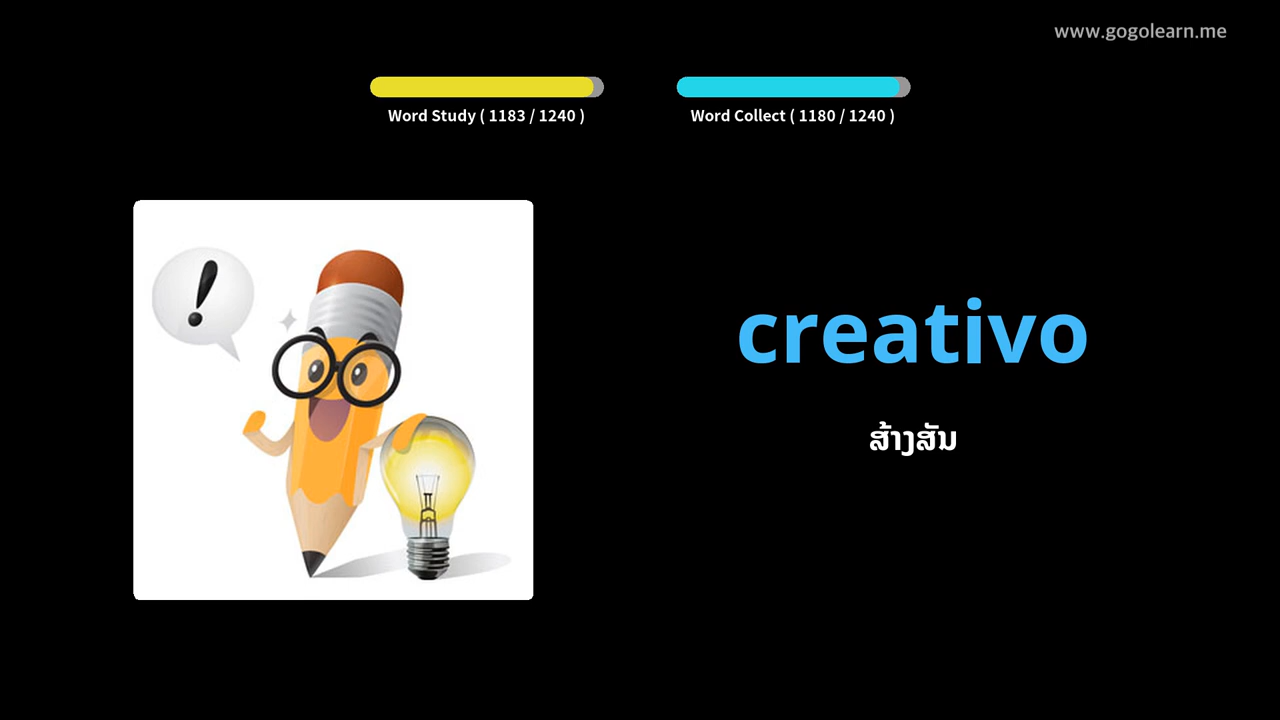 www.gogolearn.me
Word Study ( 1183 / 1240 )
Word Collect ( 1180 / 1240 )
!
creativo
ສ້າງສັນ